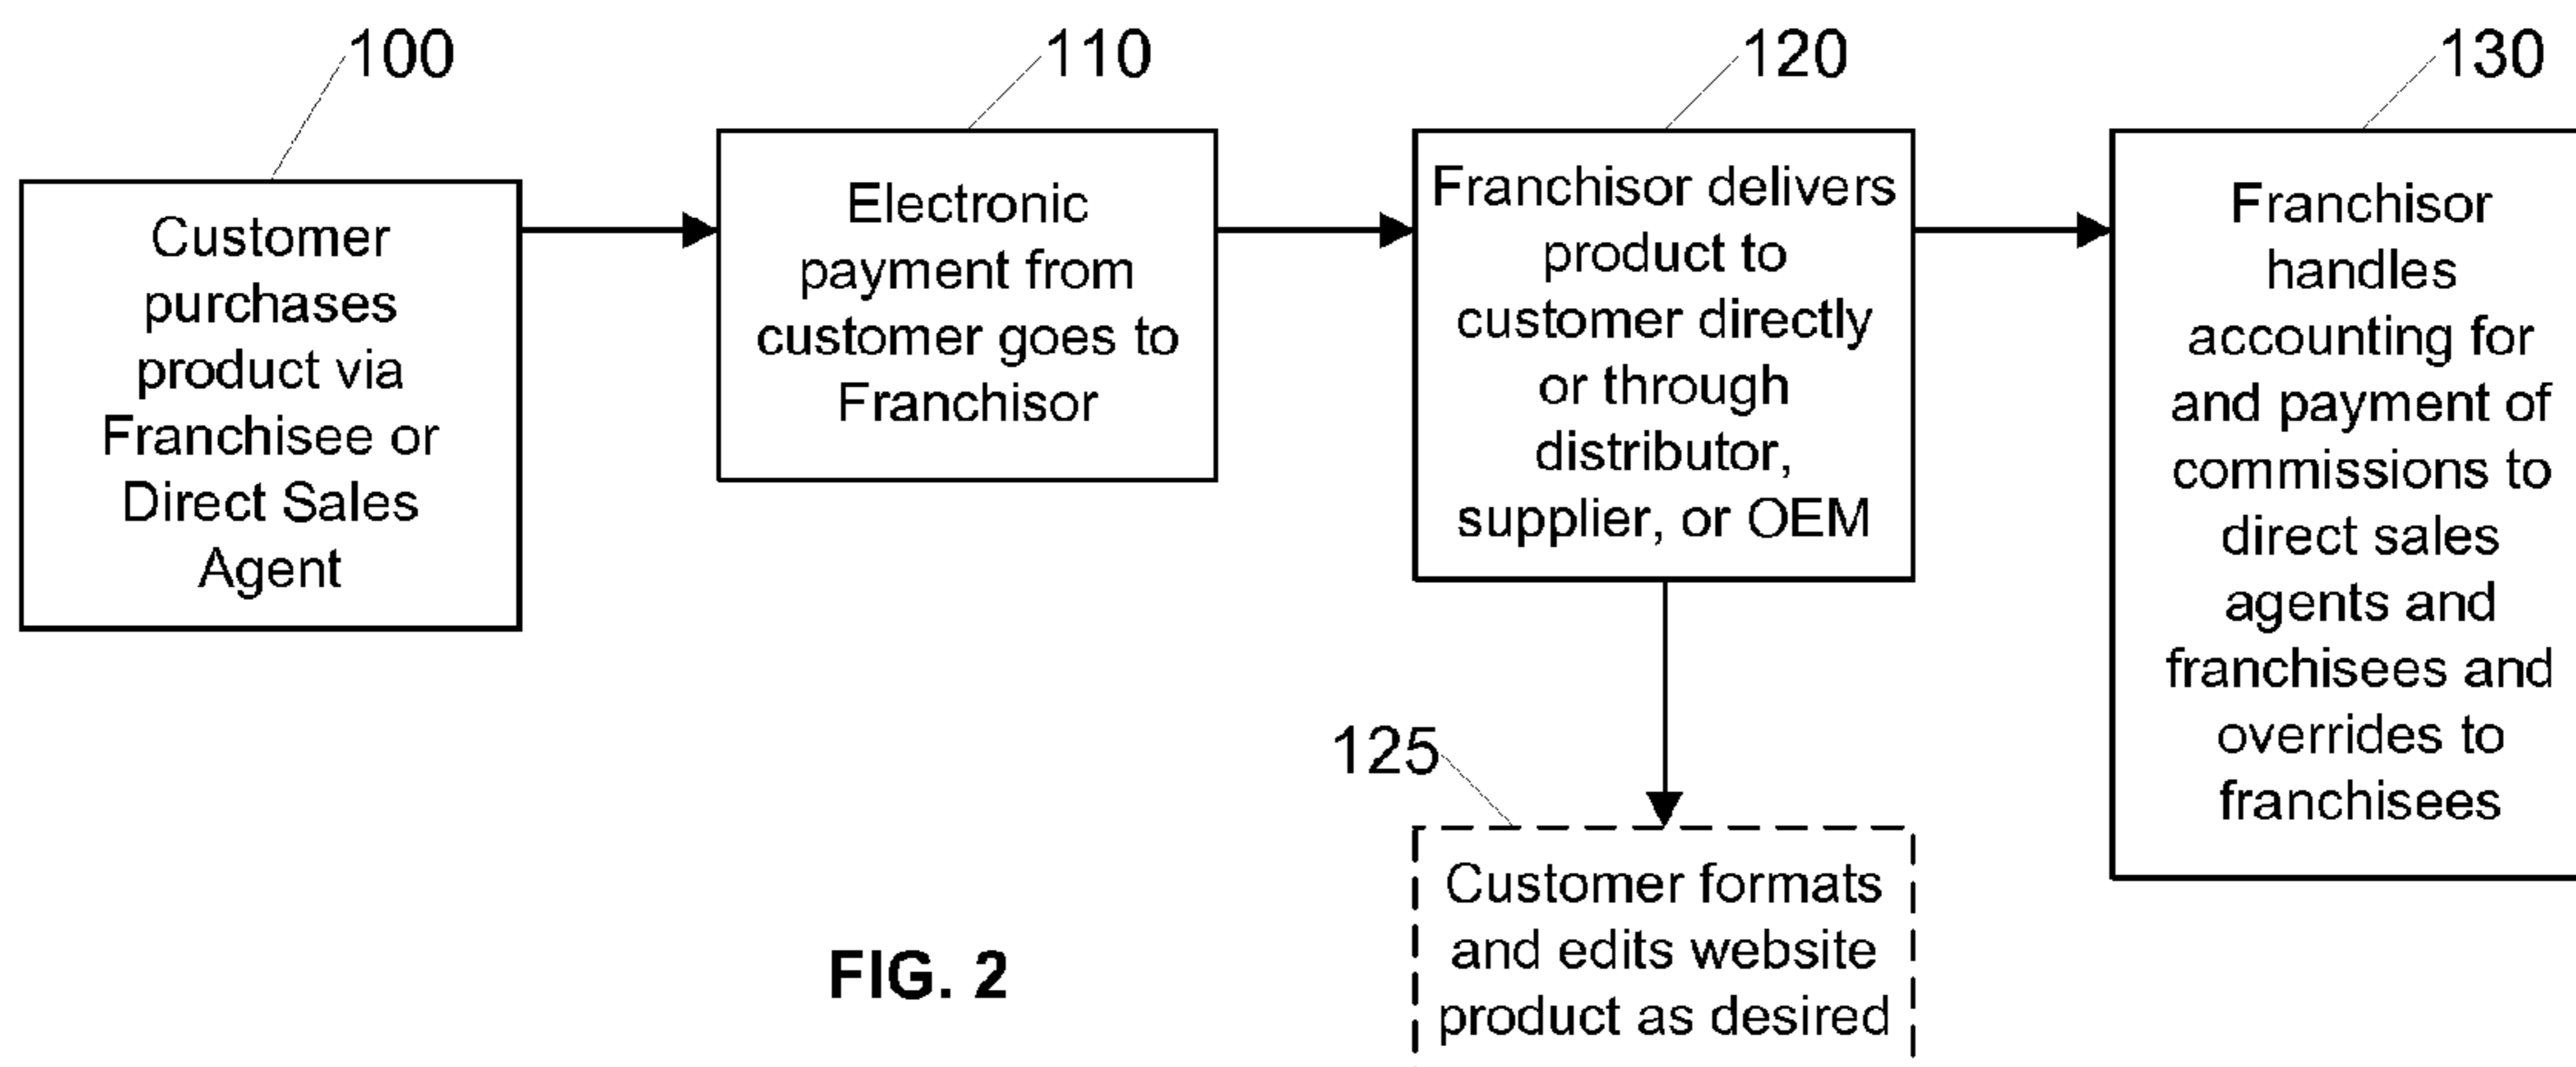 100
Customer
purchases
product via
Franchisee or
Direct Sales
Agent
110
Electronic
payment from
customer goes to
Franchisor
120
Franchisor delivers
product to
customer directly
or through
distributor,
supplier, or OEM
130
Franchisor
handles
accounting for
and payment of
commissions to
direct sales
agents and
franchisees and
overrides to
franchisees
125
Customer formats
and edits website
product as desired
FIG. 2